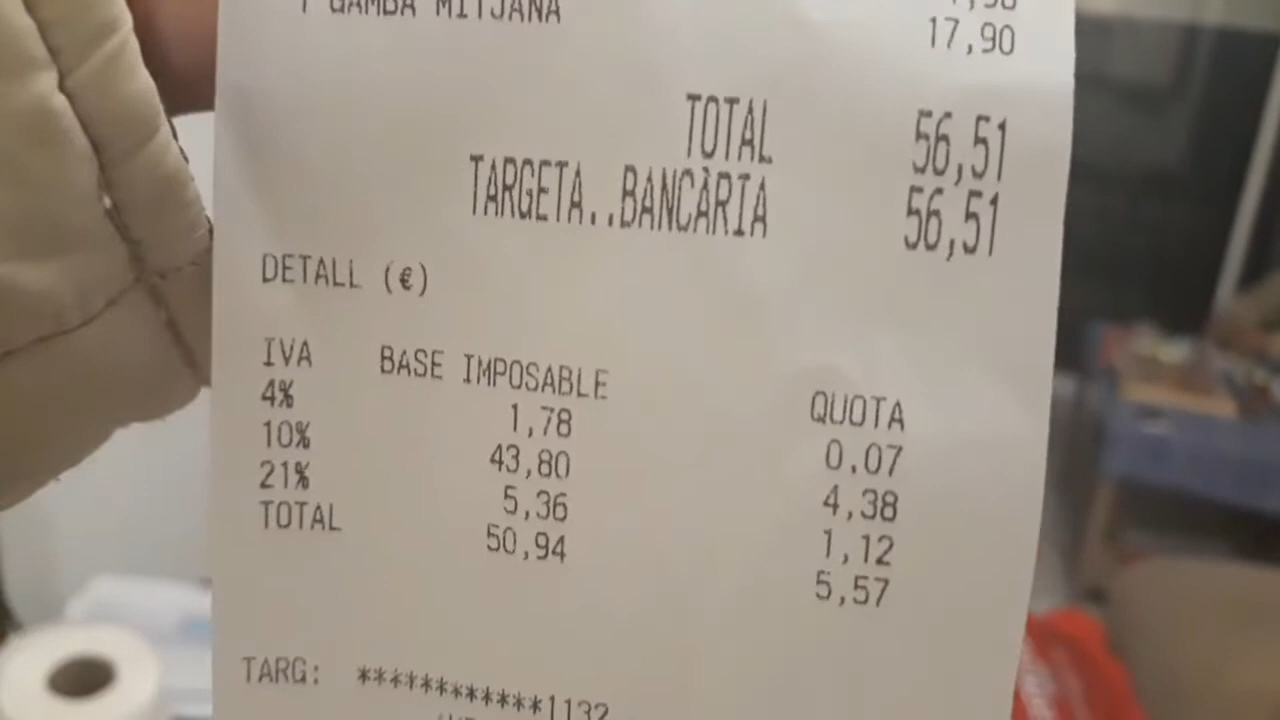 1 GAMBA MITJANA
17,90
TOTAL 56,51
TARGETA..BANCÀRIA 56,51
DETALL (€)
IVA BASE IMPOSABLE QUOTA
4% 1,78 0,07
10% 43,80 4,38
21% 5,36 1,12
TOTAL 50,94 5,57
TARG: ************1132